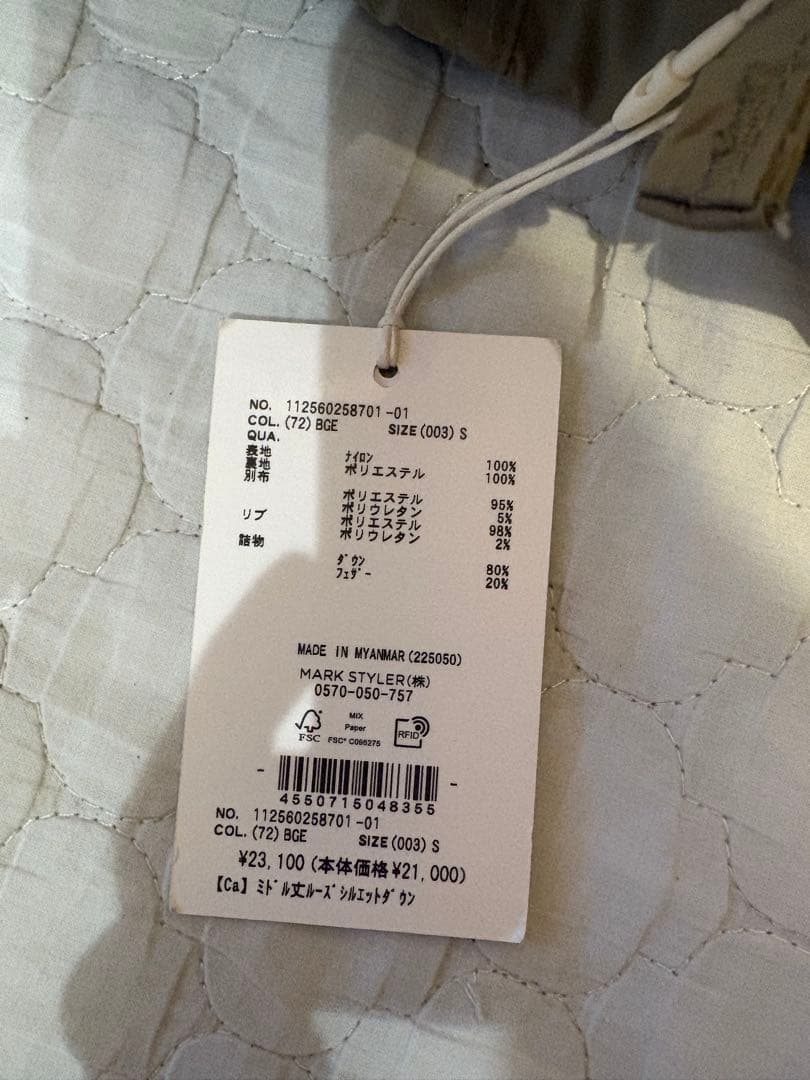 NO. 112560258701-01
COL. (72) BGE SIZE (003) S
QUA.
表地 ナイロン 100%
裏地 ポリエステル 100%
別布
ポリエステル 95%
リブ ポリウレタン 5%
ポリエステル 98%
詰物 ポリウレタン 2%
ダウン 80%
フェザー 20%
MADE IN MYANMAR (225050)
MARK STYLER(株)
0570-050-757
FSC
MIX
Paper
FSC® C095275
RFID
4550715048355
NO. 112560258701-01
COL. (72) BGE SIZE (003) S
¥23,100 (本体価格¥21,000)
【Ca】ミドル丈ルーズシルエットダウン